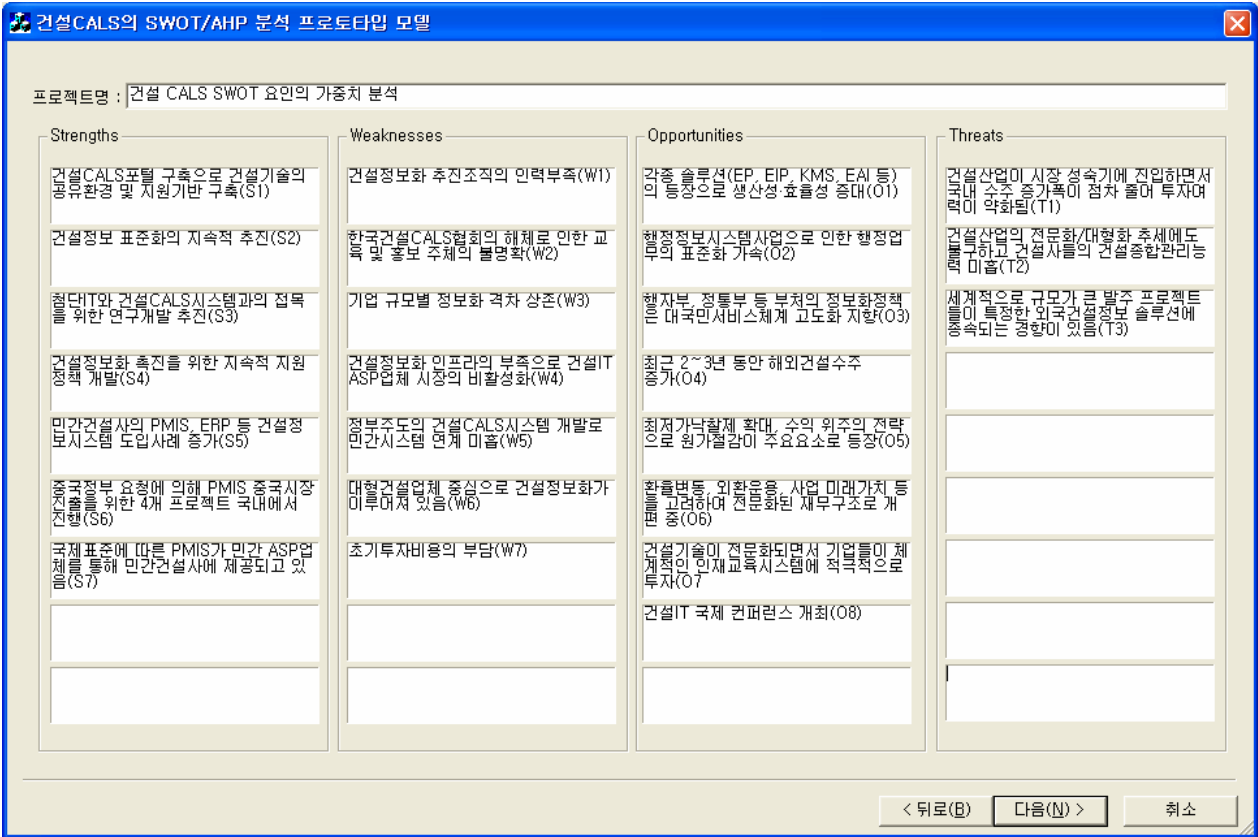 건설CALS의 SWOT/AHP 분석 프로토타입 모델
프로젝트명 : 건설 CALS SWOT 요인의 가중치 분석
Strengths
건설CALS포털 구축으로 건설기술의
공유환경 및 지원기반 구축(S1)
건설정보 표준화의 지속적 추진(S2)
첨단IT와 건설CALS시스템과의 접목
을 위한 연구개발 추진(S3)
건설정보화 촉진을 위한 지속적 지원
정책 개발(S4)
민간건설사의 PMIS, ERP 등 건설정
보시스템 도입사례 증가(S5)
중국정부 요청에 의해 PMIS 중국시장
진출을 위한 4개 프로젝트 국내에서
진행(S6)
국제표준에 따른 PMIS가 민간 ASP업
체를 통해 민간건설사에 제공되고 있
음(S7)
Weaknesses
건설정보화 추진조직의 인력부족(W1)
한국건설CALS협회의 해체로 인한 교
육 및 홍보 주체의 불명확(W2)
기업 규모별 정보화 격차 상존(W3)
건설정보화 인프라의 부족으로 건설IT
ASP업체 시장의 비활성화(W4)
정부주도의 건설CALS시스템 개발로
민간시스템 연계 미흡(W5)
대형건설업체 중심으로 건설정보화가
이루어져 있음(W6)
초기투자비용의 부담(W7)
Opportunities
각종 솔루션(EP, EIP, KMS, EAI 등)
의 등장으로 생산성·효율성 증대(O1)
행정정보시스템사업으로 인한 행정업
무의 표준화 가속(O2)
행자부, 정통부 등 부처의 정보화정책
은 대국민서비스체계 고도화 지향(O3)
최근 2~3년 동안 해외건설수주
증가(O4)
최저가낙찰제 확대, 수익 위주의 전략
으로 원가절감이 주요요소로 등장(O5)
환율변동, 외환운용, 사업 미래가치 등
을 고려하여 전문화된 재무구조로 개
편 중(O6)
건설기술이 전문화되면서 기업들이 체
계적인 인재교육시스템에 적극적으로
투자(O7
건설IT 국제 컨퍼런스 개최(O8)
Threats
건설산업이 시장 성숙기에 진입하면서
국내 수주 증가폭이 점차 줄어 투자여
력이 약화됨(T1)
건설산업의 전문화/대형화 추세에도
불구하고 건설사들의 건설종합관리능
력 미흡(T2)
세계적으로 규모가 큰 발주 프로젝트
들이 특정한 외국건설정보 솔루션에
종속되는 경향이 있음(T3)
< 뒤로(B)
다음(N) >
취소